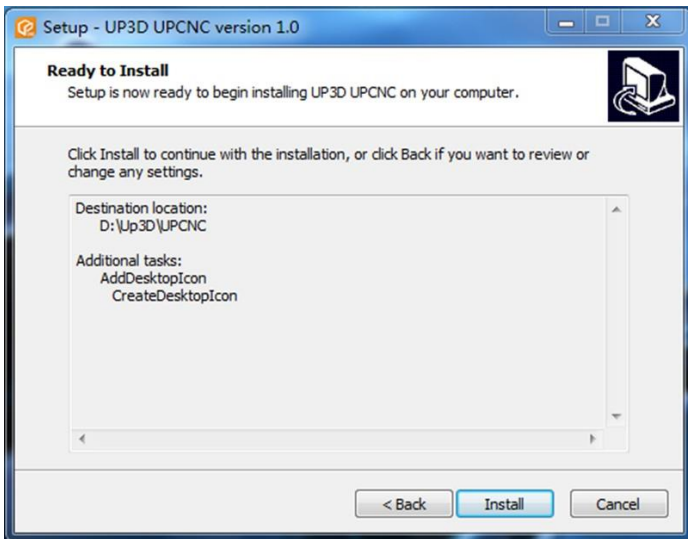 Setup - UP3D UPCNC version 1.0
Ready to Install
Setup is now ready to begin installing UP3D UPCNC on your computer.
Click Install to continue with the installation, or click Back if you want to review or
change any settings.
Destination location:
D:\Up3D\UPCNC
Additional tasks:
AddDesktopIcon
CreateDesktopIcon
< Back
Install
Cancel